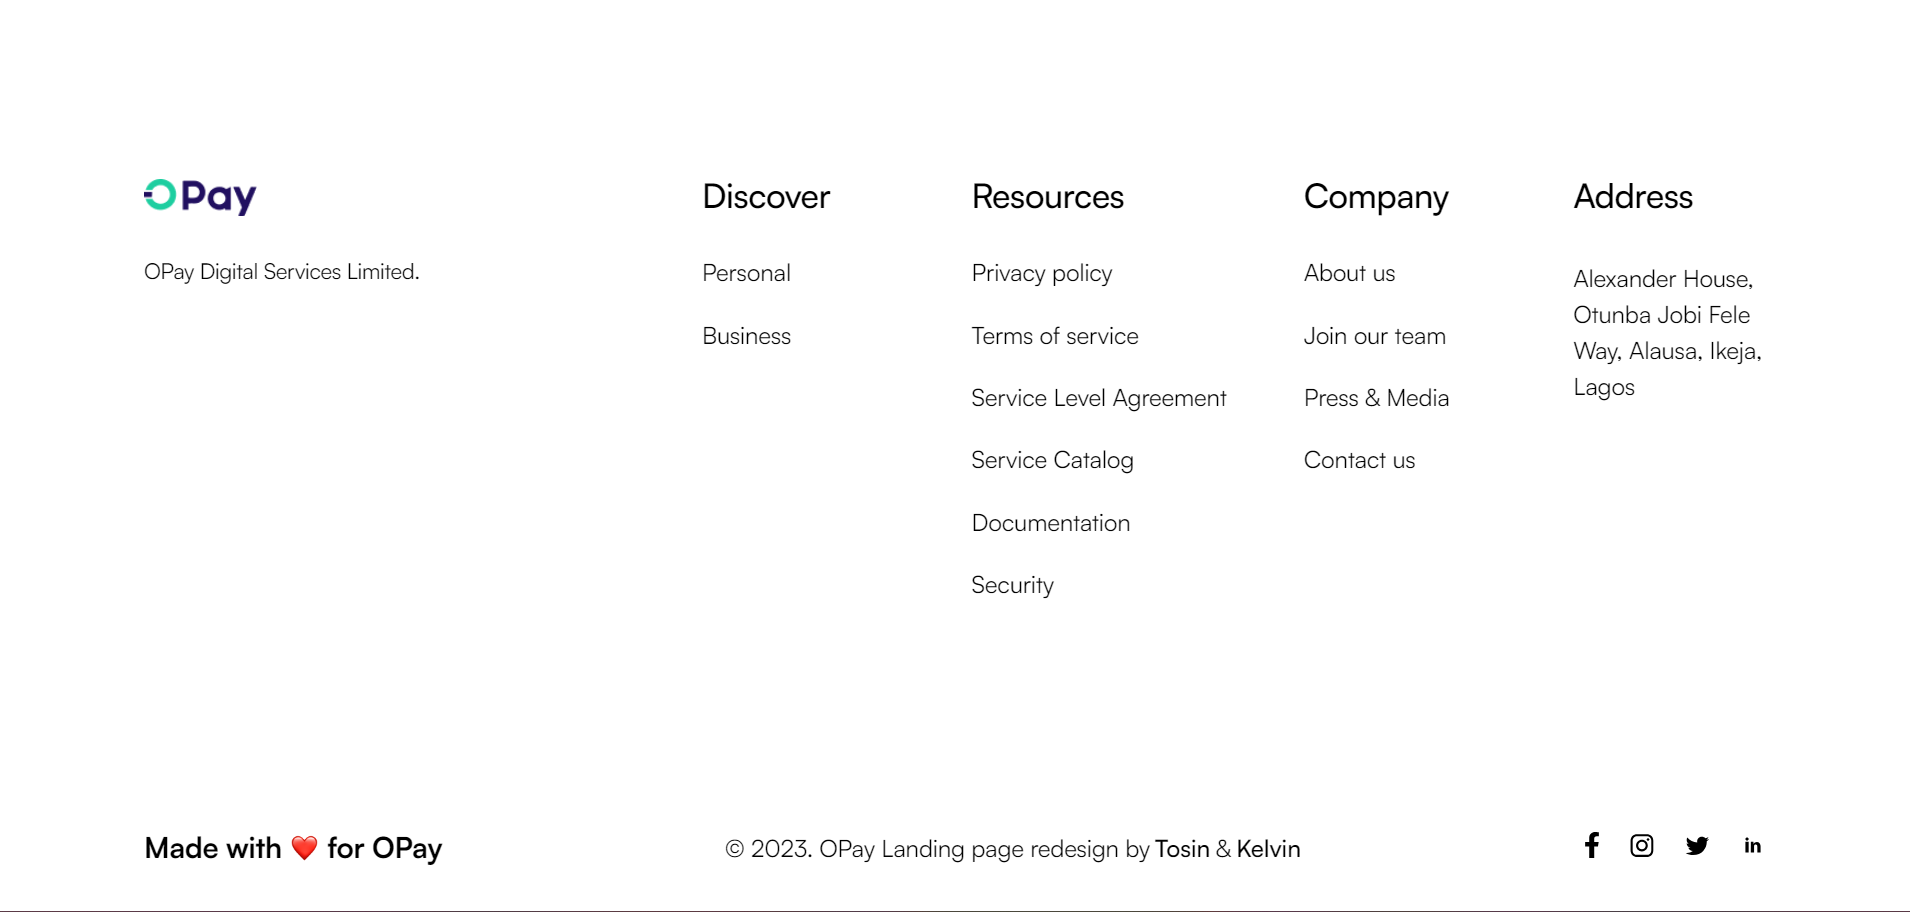 OPay
OPay Digital Services Limited.
Discover
Personal
Business
Resources
Privacy policy
Terms of service
Service Level Agreement
Service Catalog
Documentation
Security
Company
About us
Join our team
Press & Media
Contact us
Address
Alexander House,
Otunba Jobi Fele
Way, Alausa, Ikeja,
Lagos
Made with ❤️ for OPay
© 2023. OPay Landing page redesign by Tosin & Kelvin
in